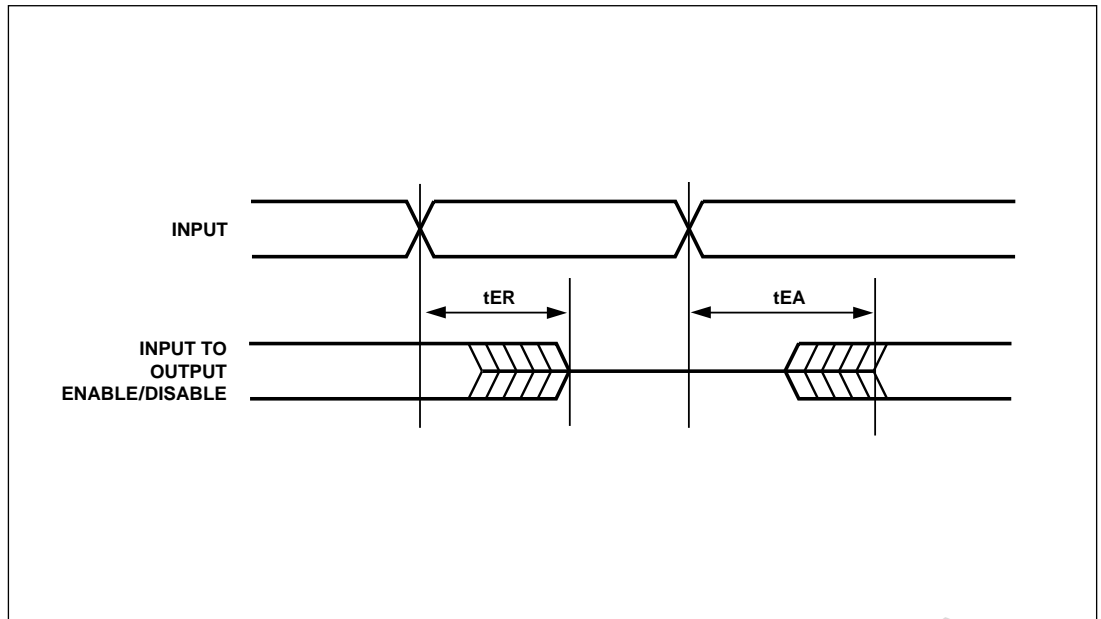 INPUT
tER
tEA
INPUT TO
OUTPUT
ENABLE/DISABLE